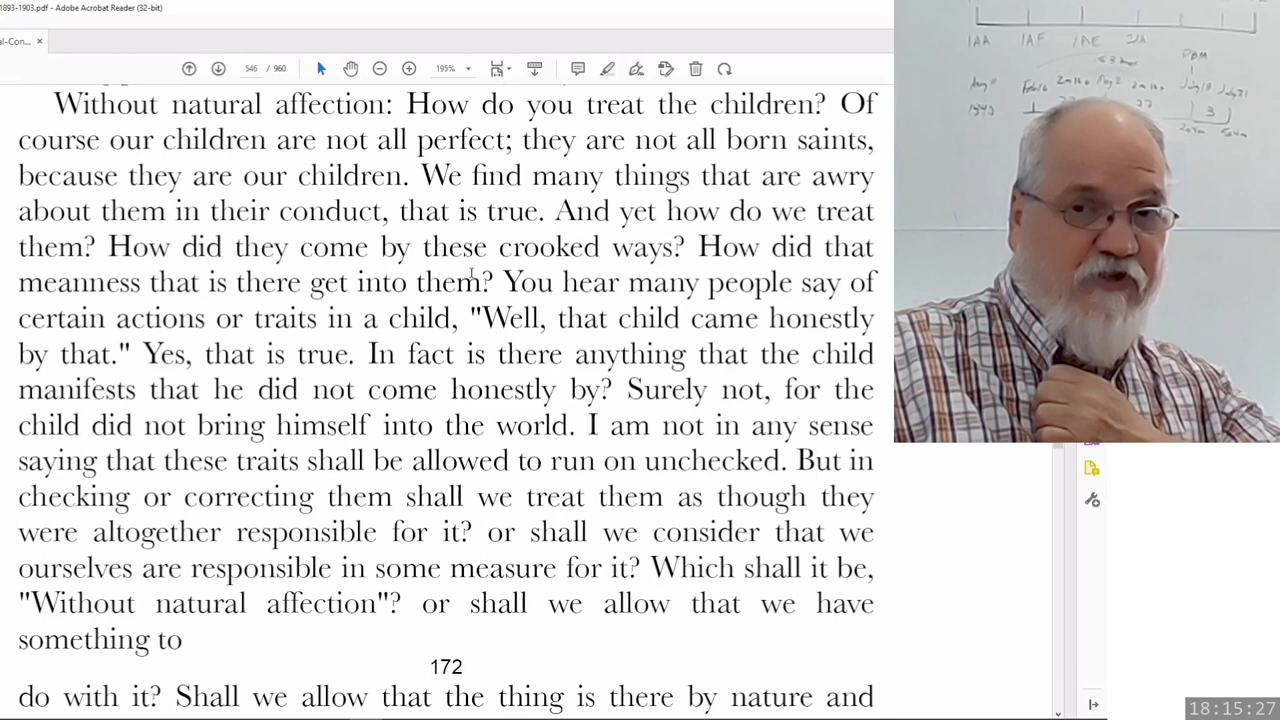 1893-1903.pdf - Adobe Acrobat Reader (32-bit)
al-Con... ×
546 / 960
195%
Without natural affection: How do you treat the children? Of
course our children are not all perfect; they are not all born saints,
because they are our children. We find many things that are awry
about them in their conduct, that is true. And yet how do we treat
them? How did they come by these crooked ways? How did that
meanness that is there get into them? You hear many people say of
certain actions or traits in a child, "Well, that child came honestly
by that." Yes, that is true. In fact is there anything that the child
manifests that he did not come honestly by? Surely not, for the
child did not bring himself into the world. I am not in any sense
saying that these traits shall be allowed to run on unchecked. But in
checking or correcting them shall we treat them as though they
were altogether responsible for it? or shall we consider that we
ourselves are responsible in some measure for it? Which shall it be,
"Without natural affection"? or shall we allow that we have
something to
172
do with it? Shall we allow that the thing is there by nature and
1AA 1AF
1840
3
18:15:27